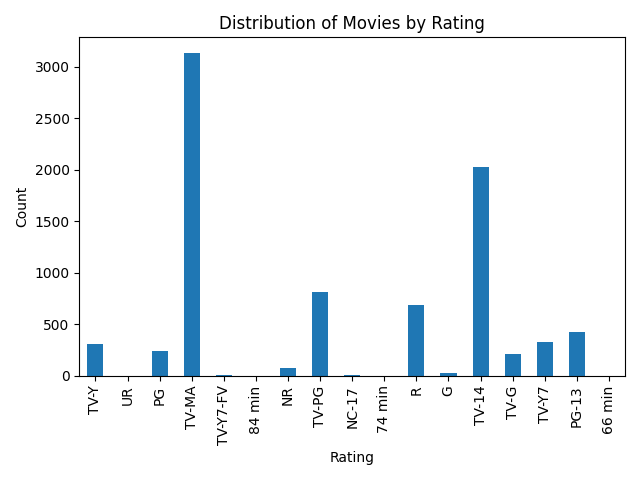 Distribution of Movies by Rating
3000
2500
2000
1500
1000
500
0
Count
TV-Y
UR
PG
TV-MA
TV-Y7-FV
84 min
NR
TV-PG
NC-17
74 min
R
G
TV-14
TV-G
TV-Y7
PG-13
66 min
Rating